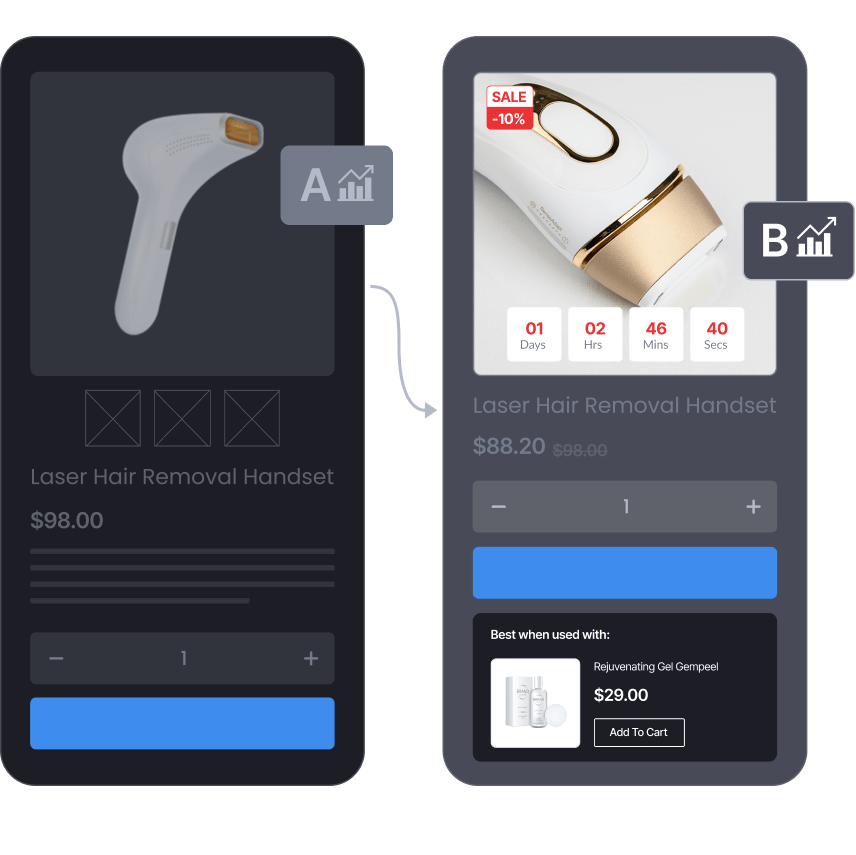 A
Laser Hair Removal Handset
$98.00
− 1 +
SALE
-10%
B
01 02 46 40
Days Hrs Mins Secs
Laser Hair Removal Handset
$88.20 $98.00
− 1 +
Best when used with:
Rejuvenating Gel Gempeel
$29.00
Add To Cart